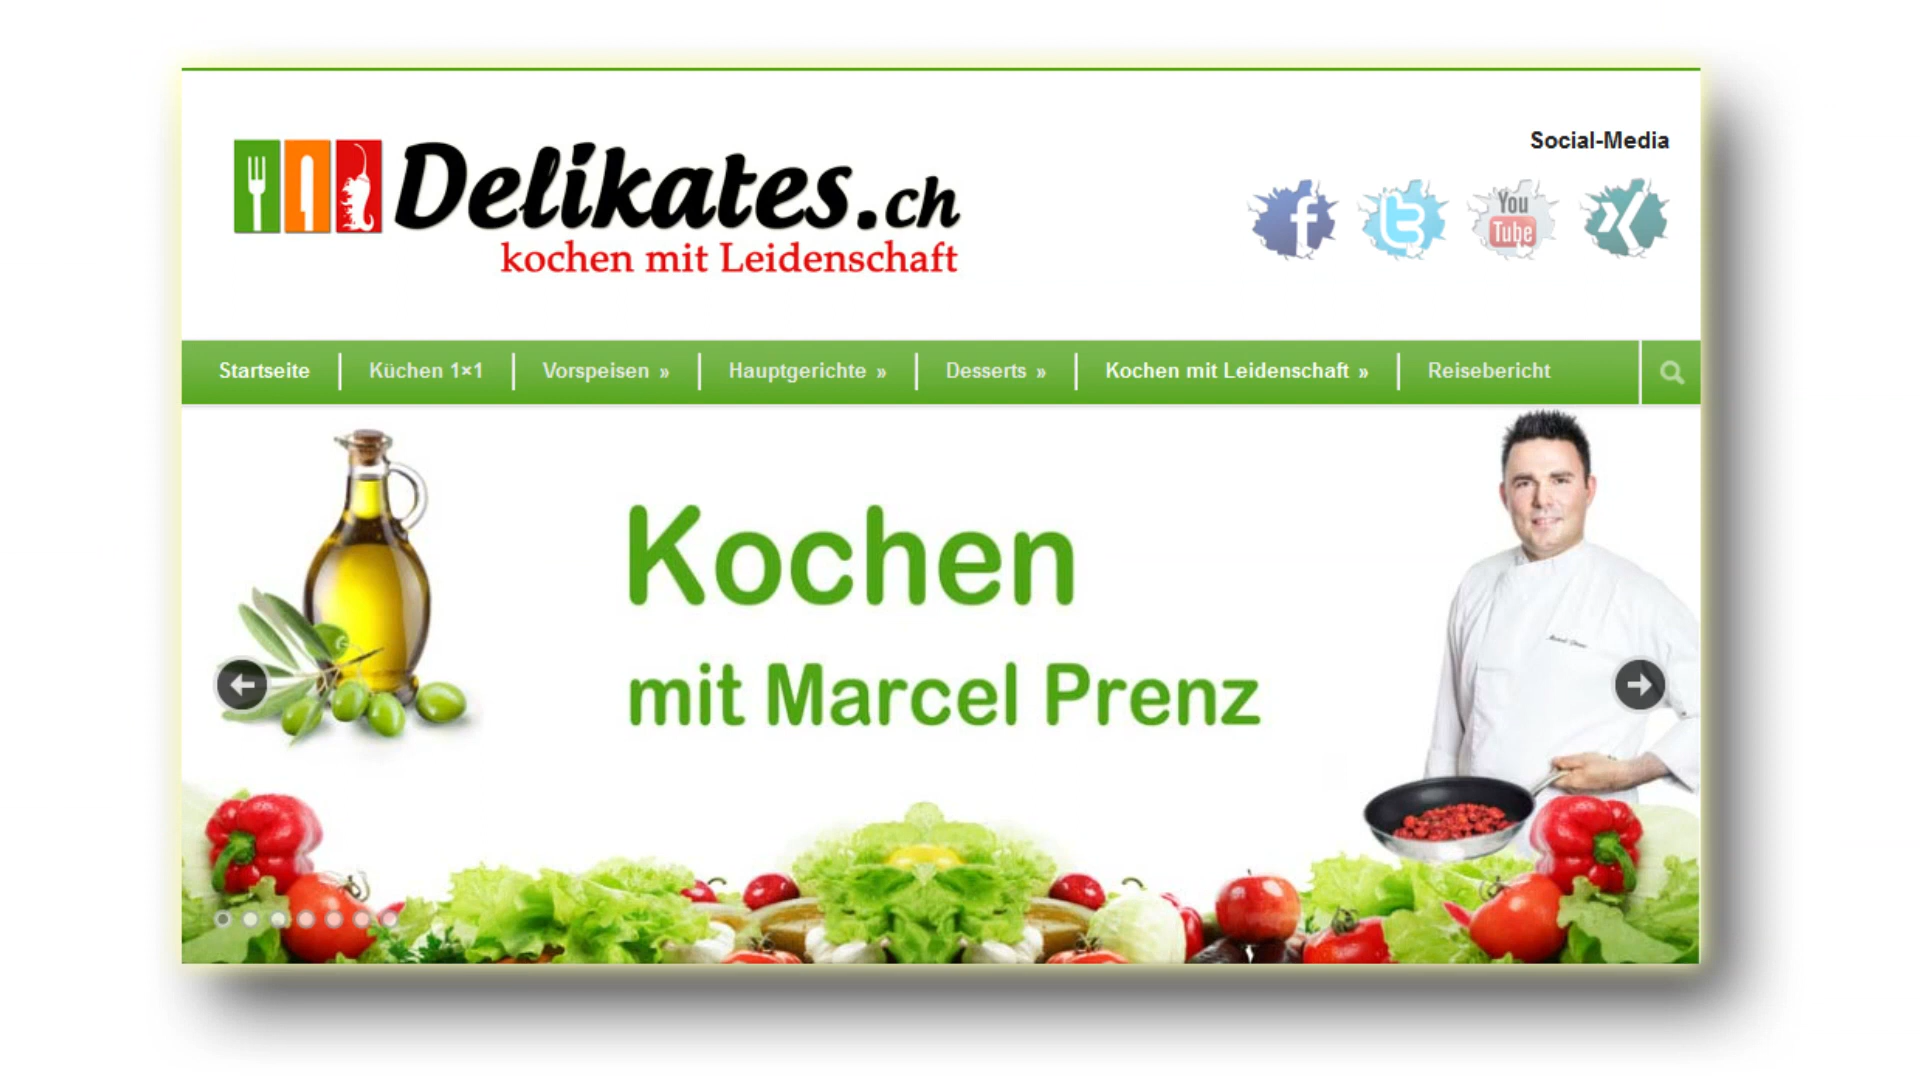 Social-Media
Delikates.ch
kochen mit Leidenschaft
f
t
You
Tube
Startseite
Küchen 1×1
Vorspeisen »
Hauptgerichte »
Desserts »
Kochen mit Leidenschaft »
Reisebericht
Kochen
mit Marcel Prenz